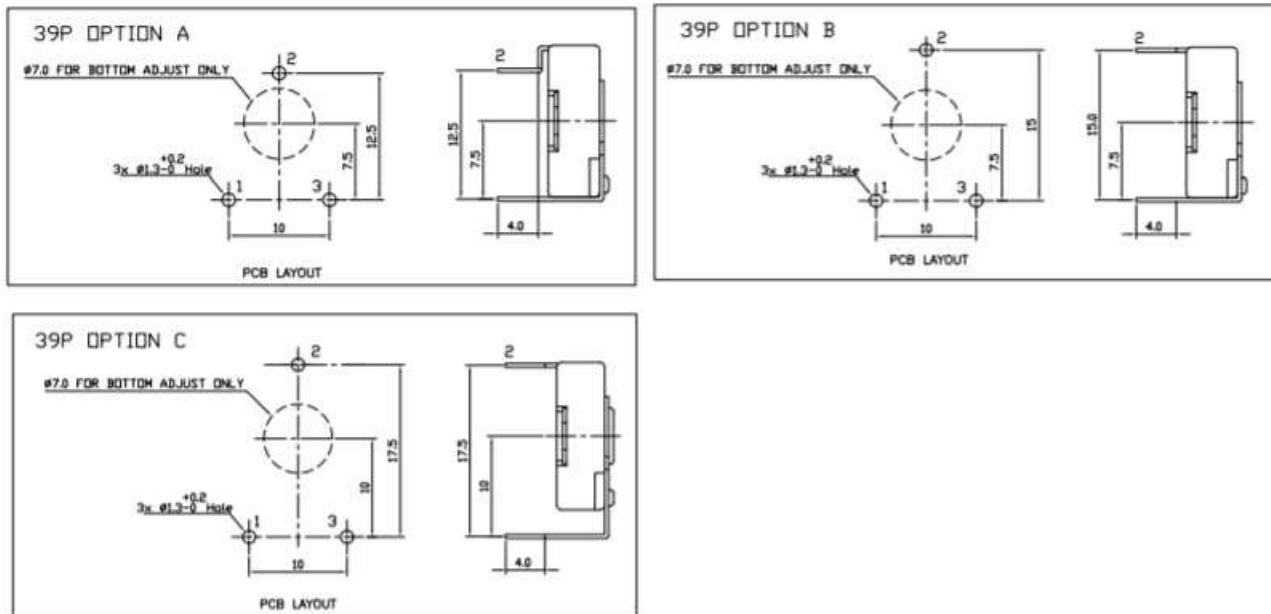 39P OPTION A
2
2
Ø7.0 FOR BOTTOM ADJUST ONLY
12.5
7.5
12.5
7.5
+0.2
3x Ø1.3-0 Hole
1
3
10
4.0
PCB LAYOUT
39P OPTION B
2
2
Ø7.0 FOR BOTTOM ADJUST ONLY
15
7.5
15.0
7.5
+0.2
3x Ø1.3-0 Hole
1
3
10
4.0
PCB LAYOUT
39P OPTION C
2
2
Ø7.0 FOR BOTTOM ADJUST ONLY
17.5
10
17.5
10
+0.2
3x Ø1.3-0 Hole
1
3
10
4.0
PCB LAYOUT